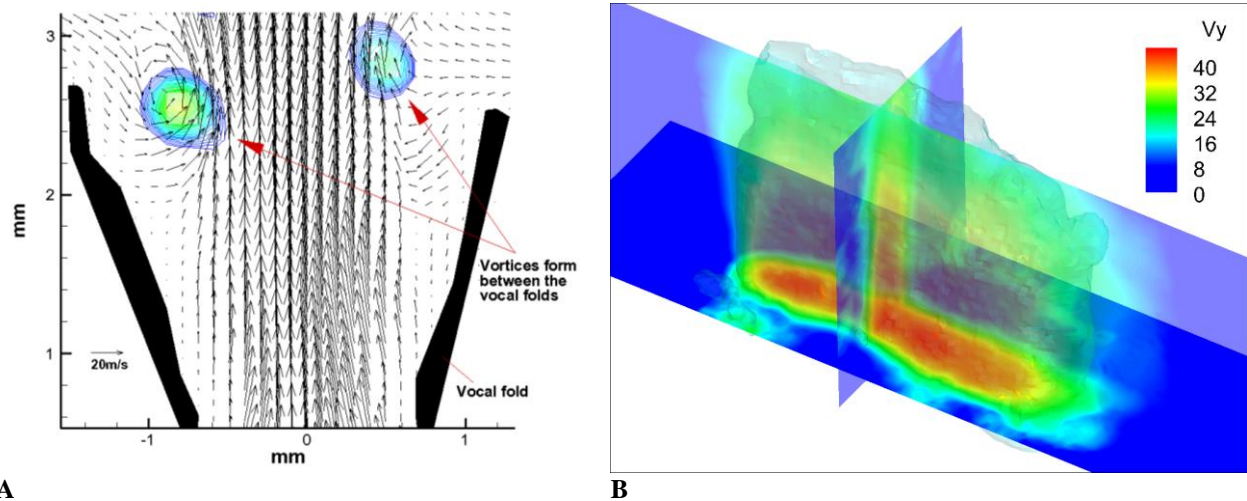 3
2
1
mm
20m/s
Vortices form
between the
vocal folds
Vocal fold
-1
0
1
mm
A
Vy
40
32
24
16
8
0
B